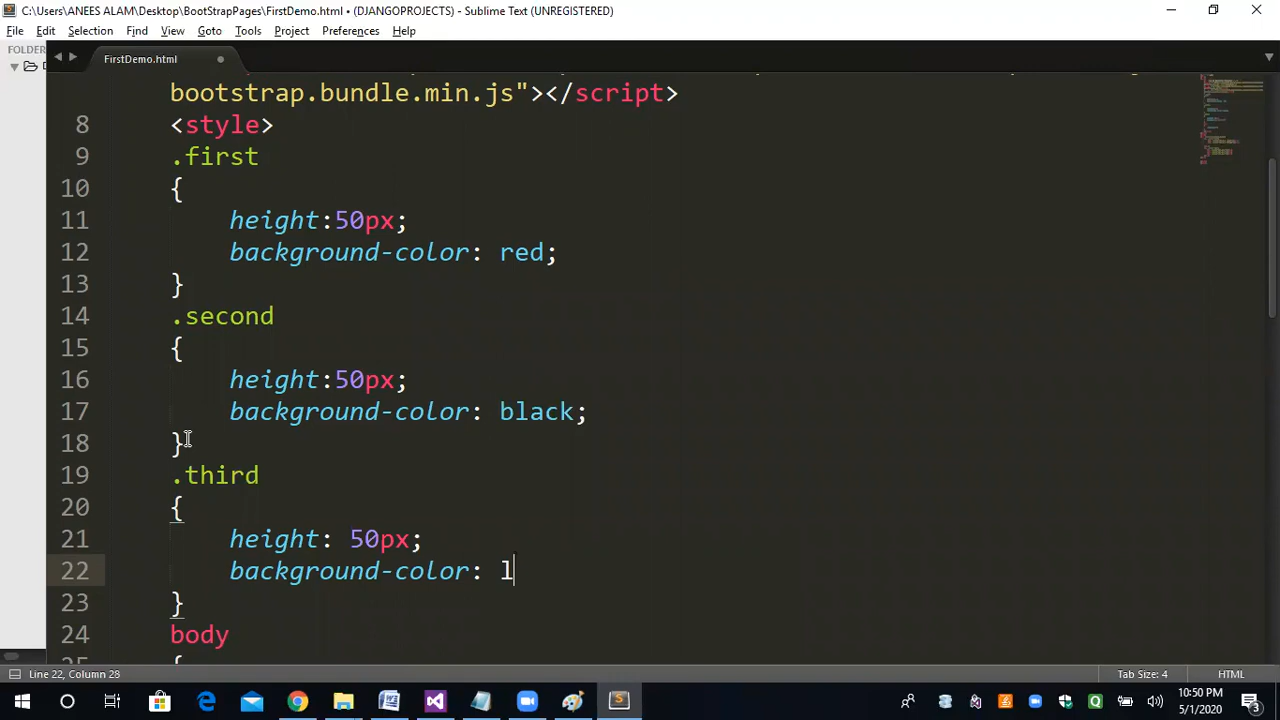 C:\Users\ANEES ALAM\Desktop\BootStrapPages\FirstDemo.html • (DJANGOPROJECTS) - Sublime Text (UNREGISTERED)
File Edit Selection Find View Goto Tools Project Preferences Help
FOLDER
FirstDemo.html
bootstrap.bundle.min.js"></script>
8 <style>
9 .first
10 {
11 height:50px;
12 background-color: red;
13 }
14 .second
15 {
16 height:50px;
17 background-color: black;
18 }
19 .third
20 {
21 height: 50px;
22 background-color: l
23 }
24 body
25 {
Line 22, Column 28 Tab Size: 4 HTML
10:50 PM
5/1/2020
3